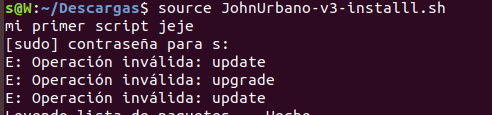 s@W:~/Descargas$ source JohnUrbano-v3-installl.sh
mi primer script jeje
[sudo] contraseña para s:
E: Operación inválida: update
E: Operación inválida: upgrade
E: Operación inválida: update
Leyendo lista de paquetes... Hecho